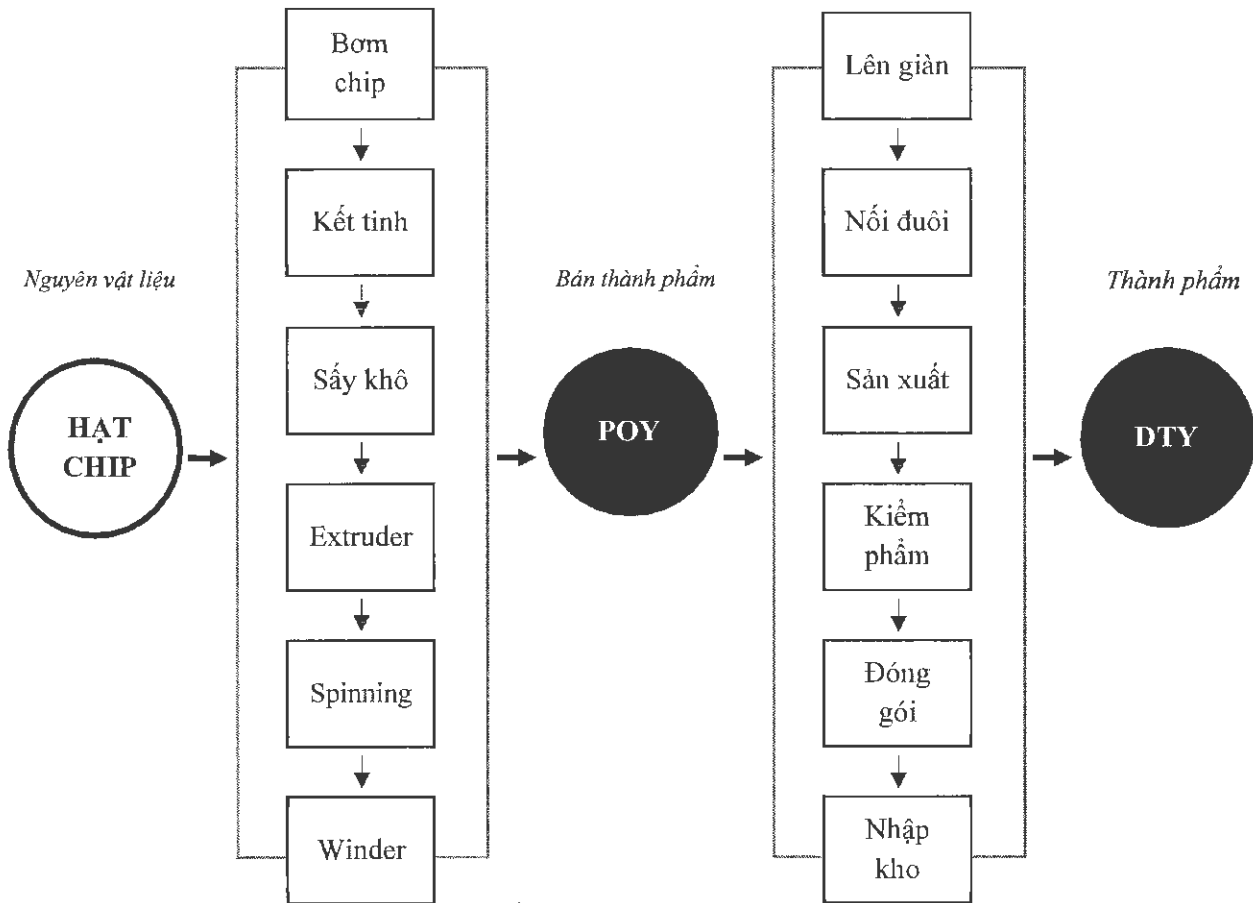 Nguyên vật liệu
HẠT
CHIP
Bơm
chip
Kết tinh
Sấy khô
Extruder
Spinning
Winder
Bán thành phẩm
POY
Lên giàn
Nối đuôi
Sản xuất
Kiểm
phẩm
Đóng
gói
Nhập
kho
Thành phẩm
DTY